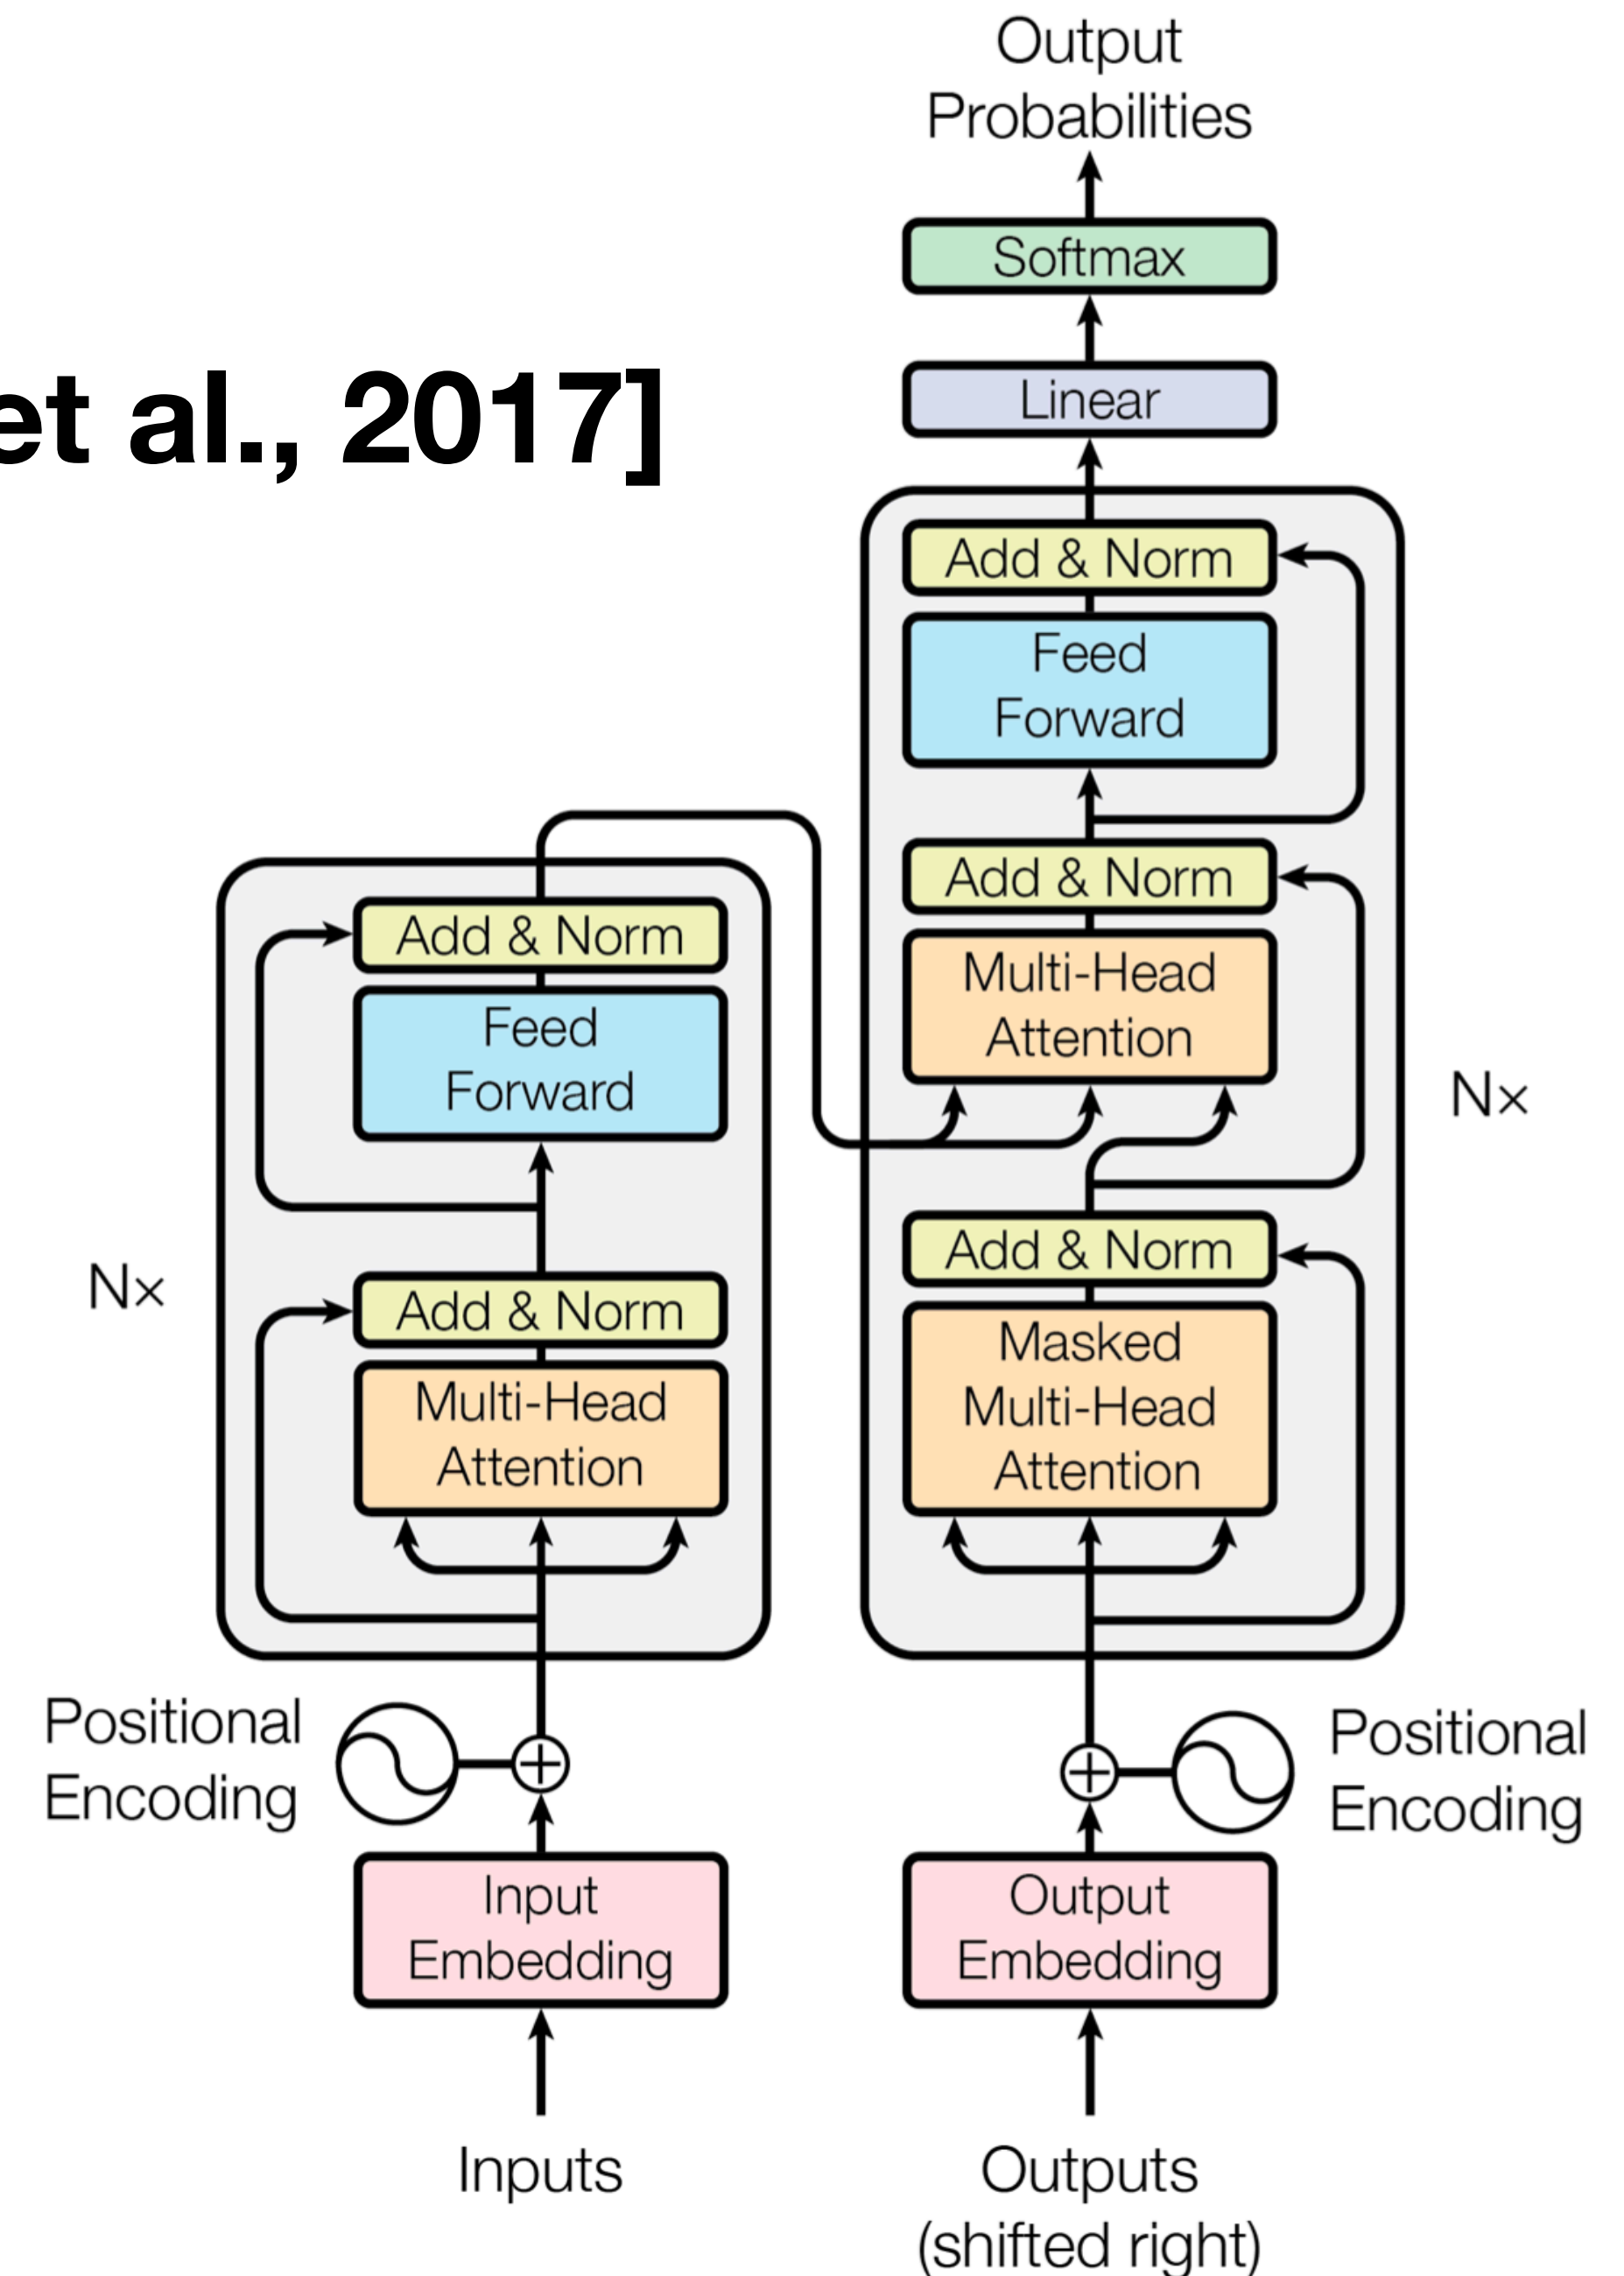 Output
Probabilities
Softmax
Linear
et al., 2017]
Add & Norm
Feed
Forward
Add & Norm
Multi-Head
Attention
N×
Add & Norm
Masked
Multi-Head
Attention
Add & Norm
Feed
Forward
N×
Add & Norm
Multi-Head
Attention
Positional
Encoding
Positional
Encoding
Input
Embedding
Output
Embedding
Inputs
Outputs
(shifted right)